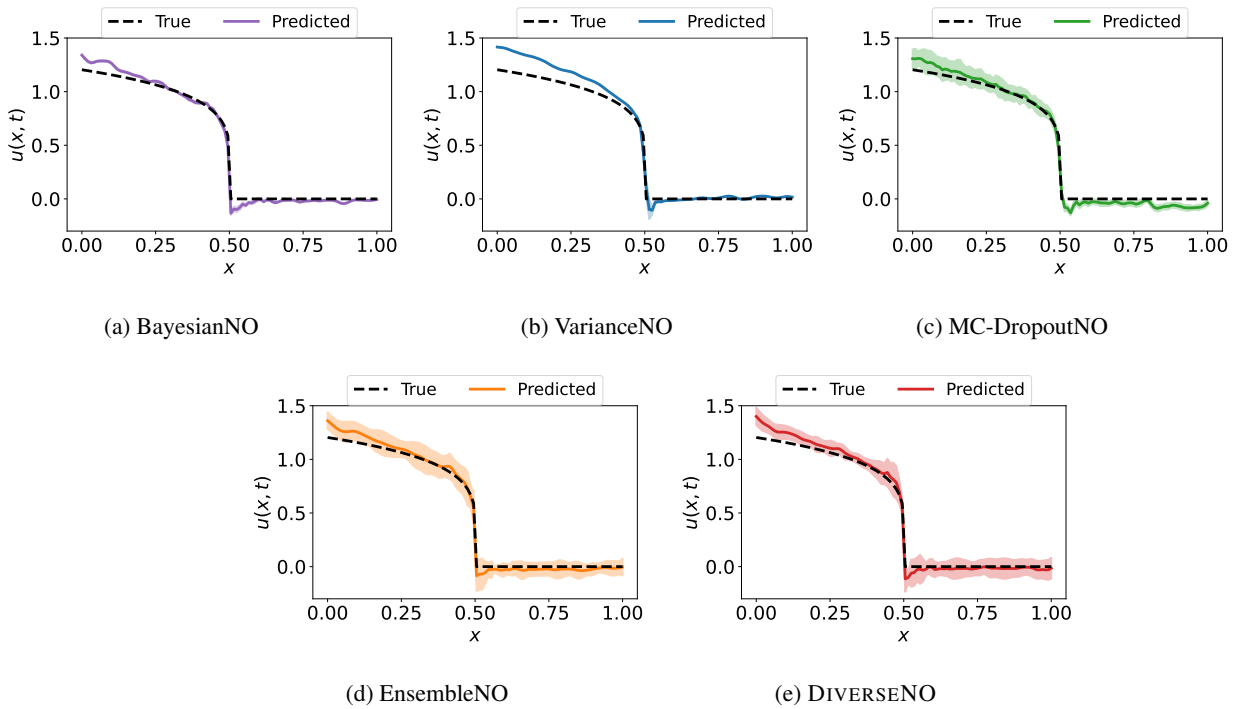 True Predicted
1.5
1.0
0.5
0.0
u(x, t)
0.00 0.25 0.50 0.75 1.00
x
(a) BayesianNO
True Predicted
1.5
1.0
0.5
0.0
u(x, t)
0.00 0.25 0.50 0.75 1.00
x
(b) VarianceNO
True Predicted
1.5
1.0
0.5
0.0
u(x, t)
0.00 0.25 0.50 0.75 1.00
x
(c) MC-DropoutNO
True Predicted
1.5
1.0
0.5
0.0
u(x, t)
0.00 0.25 0.50 0.75 1.00
x
(d) EnsembleNO
True Predicted
1.5
1.0
0.5
0.0
u(x, t)
0.00 0.25 0.50 0.75 1.00
x
(e) DIVERSENO